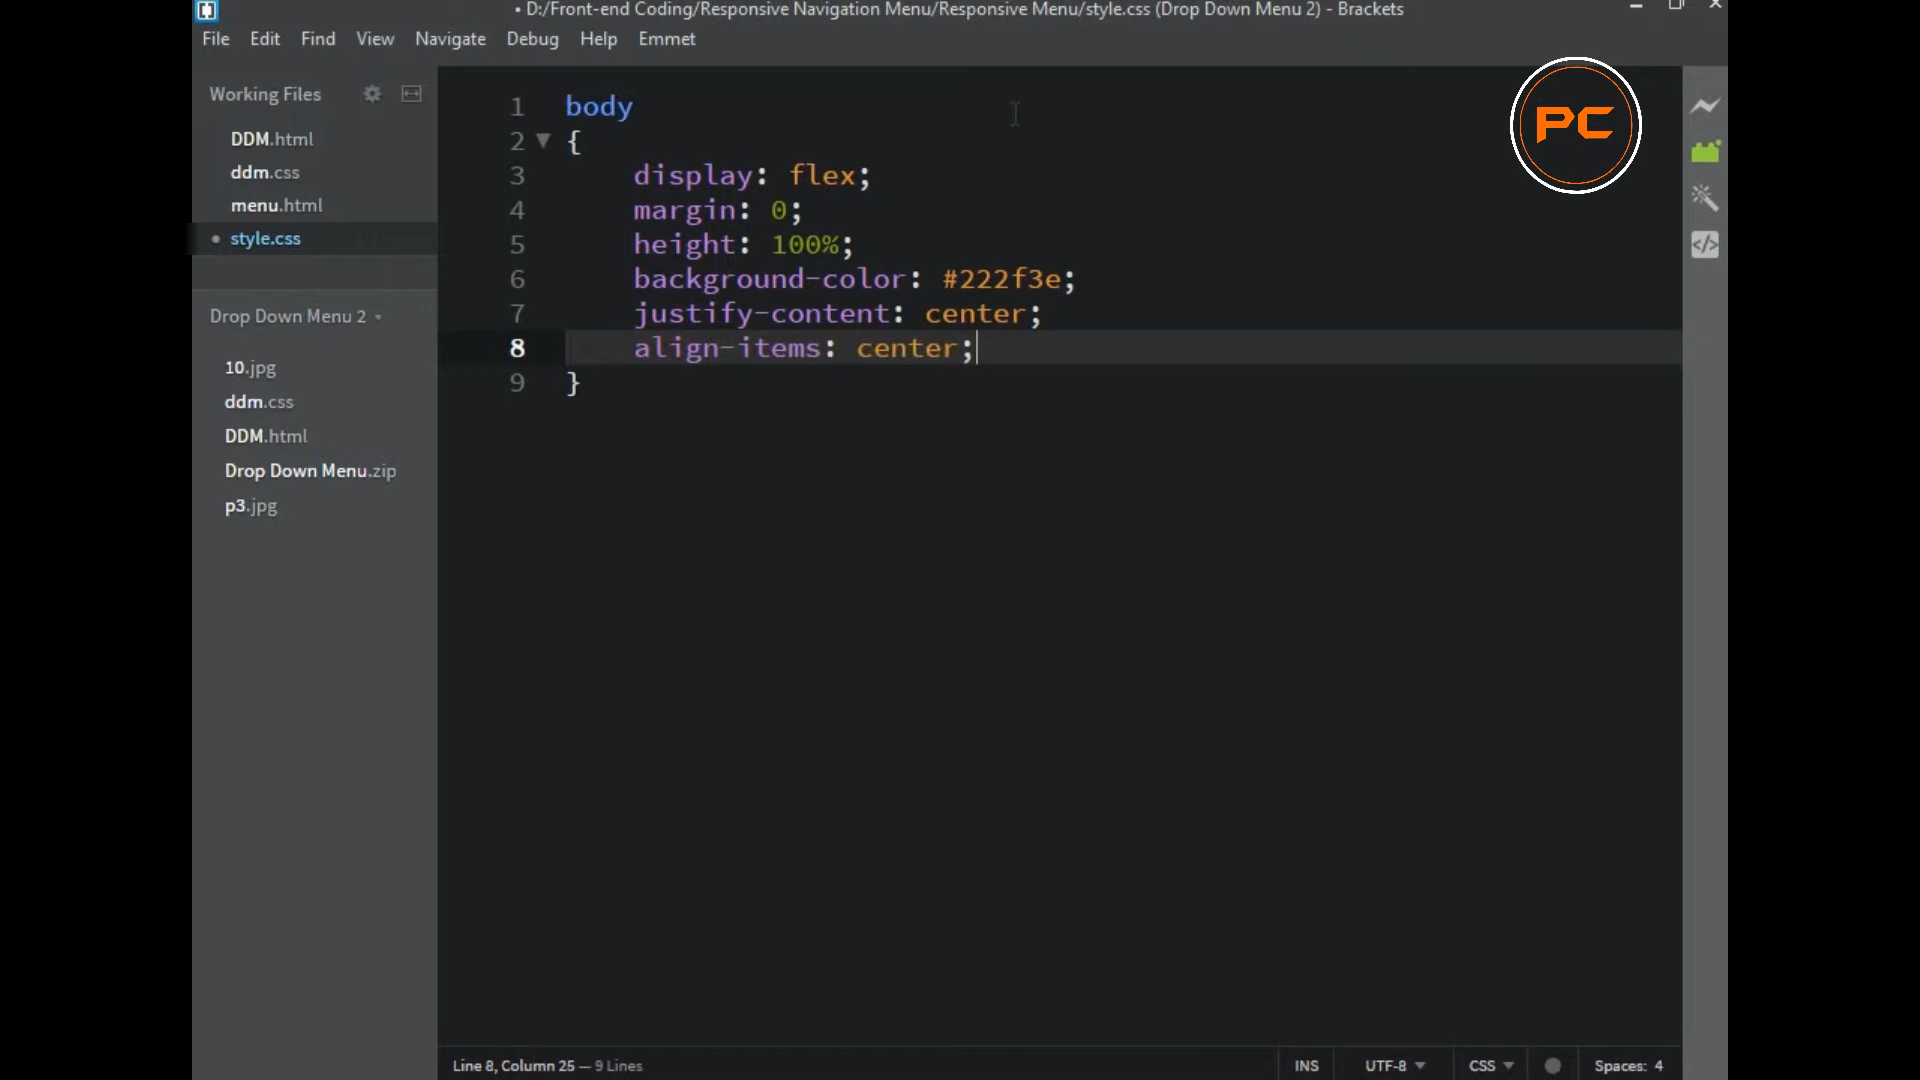 • D:/Front-end Coding/Responsive Navigation Menu/Responsive Menu/style.css (Drop Down Menu 2) - Brackets
File Edit Find View Navigate Debug Help Emmet
Working Files
DDM.html
ddm.css
menu.html
• style.css
Drop Down Menu 2
10.jpg
ddm.css
DDM.html
Drop Down Menu.zip
p3.jpg
1 body
2 {
3 display: flex;
4 margin: 0;
5 height: 100%;
6 background-color: #222f3e;
7 justify-content: center;
8 align-items: center;
9 }
PC
Line 8, Column 25 — 9 Lines
INS UTF-8 CSS Spaces: 4